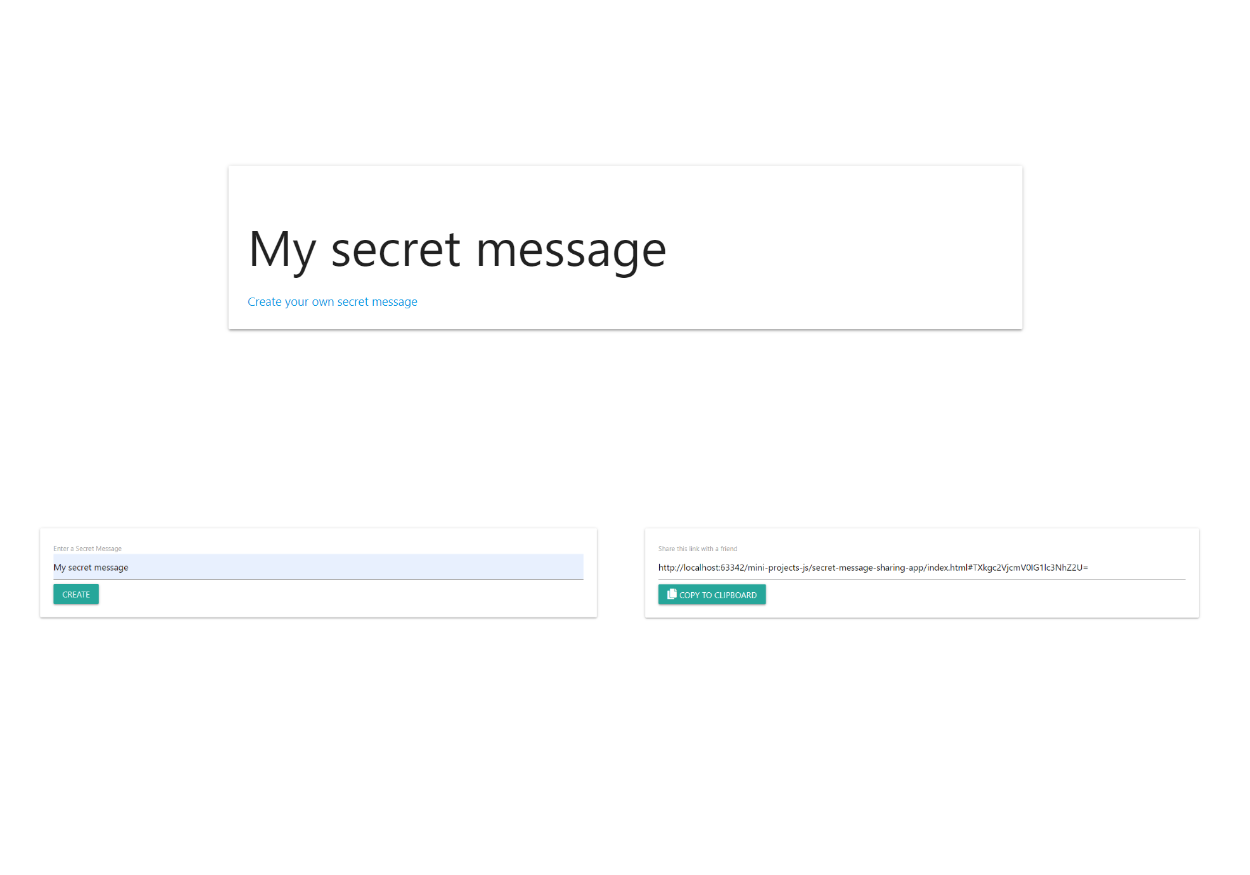 My secret message
Create your own secret message
Enter a Secret Message
My secret message
CREATE
Share this link with a friend
http://localhost:63342/mini-projects-js/secret-message-sharing-app/index.html#TXkgc2VjcmV0IG1lc3NhZ2U=
COPY TO CLIPBOARD